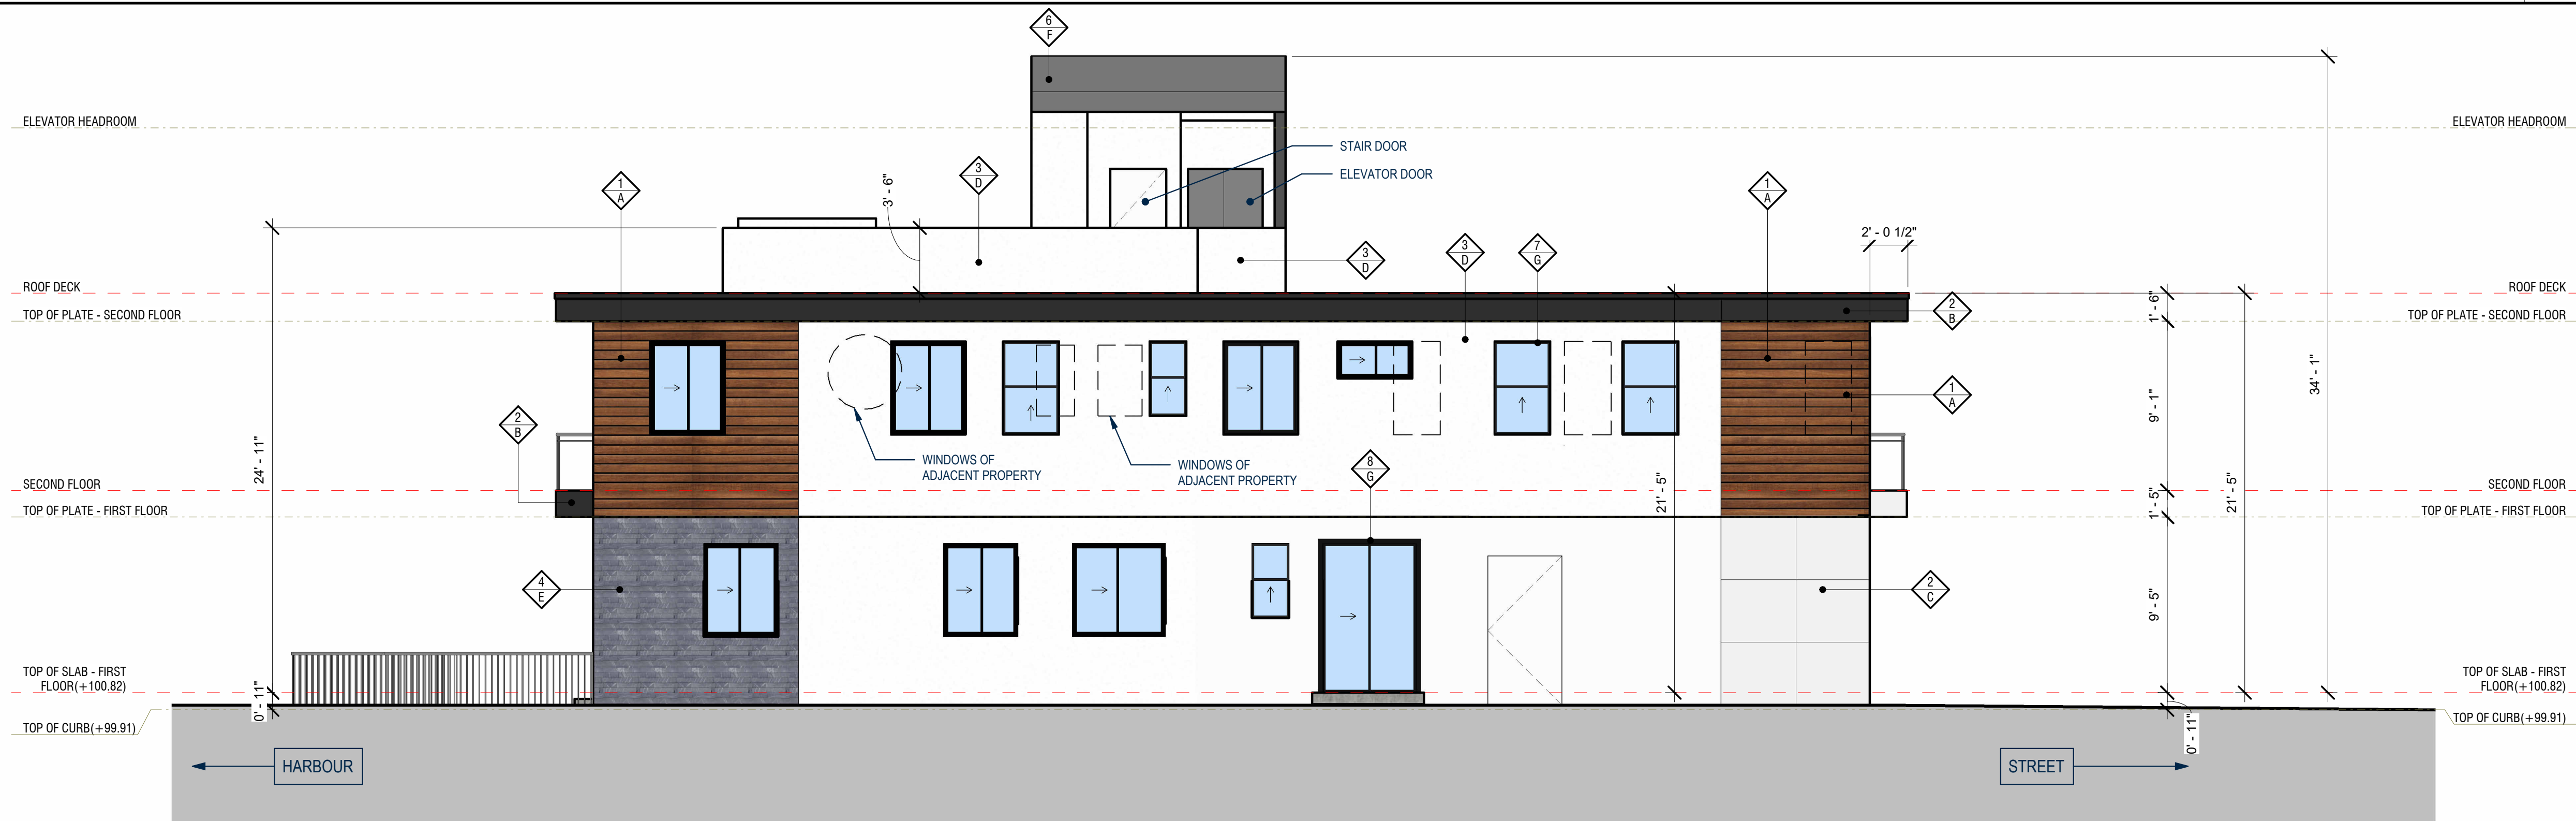 6
F
ELEVATOR HEADROOM
ELEVATOR HEADROOM
STAIR DOOR
ELEVATOR DOOR
1
A
3
D
3' - 6"
1
A
2' - 0 1/2"
3
D
3
D
7
G
ROOF DECK
ROOF DECK
TOP OF PLATE - SECOND FLOOR
TOP OF PLATE - SECOND FLOOR
2
B
1' - 6"
34' - 1"
1
A
9' - 1"
2
B
24' - 11"
WINDOWS OF
ADJACENT PROPERTY
WINDOWS OF
ADJACENT PROPERTY
8
G
21' - 5"
21' - 5"
SECOND FLOOR
SECOND FLOOR
1' - 5"
TOP OF PLATE - FIRST FLOOR
TOP OF PLATE - FIRST FLOOR
4
E
2
C
9' - 5"
TOP OF SLAB - FIRST
FLOOR(+100.82)
TOP OF SLAB - FIRST
FLOOR(+100.82)
0' - 11"
0' - 11"
TOP OF CURB(+99.91)
TOP OF CURB(+99.91)
HARBOUR
STREET